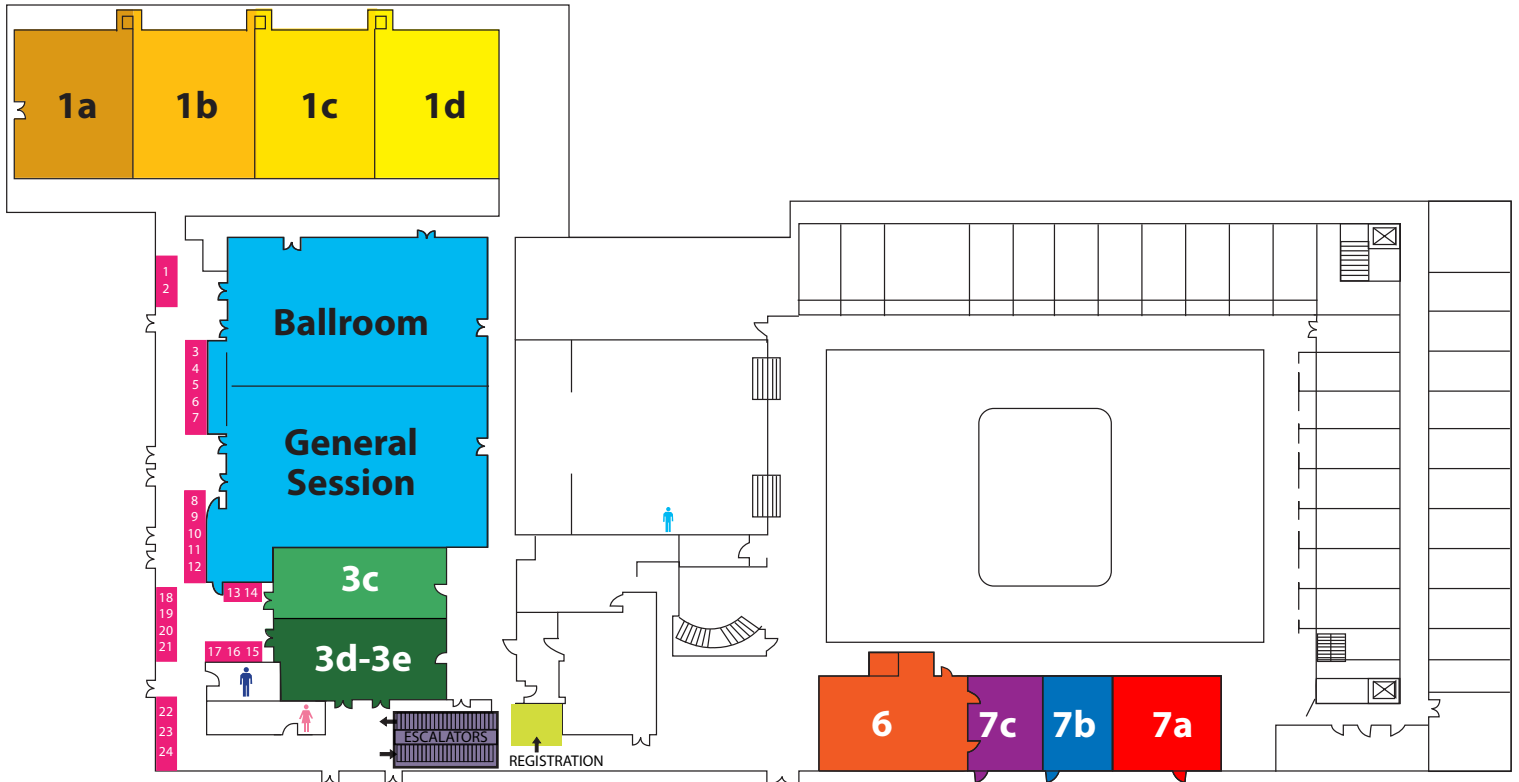 1a
1b
1c
1d
1
2
Ballroom
3
4
5
6
7
General
Session
8
9
10
11
12
3c
13 14
18
19
20
21
17 16 15
3d-3e
22
23
24
ESCALATORS
REGISTRATION
6
7c
7b
7a